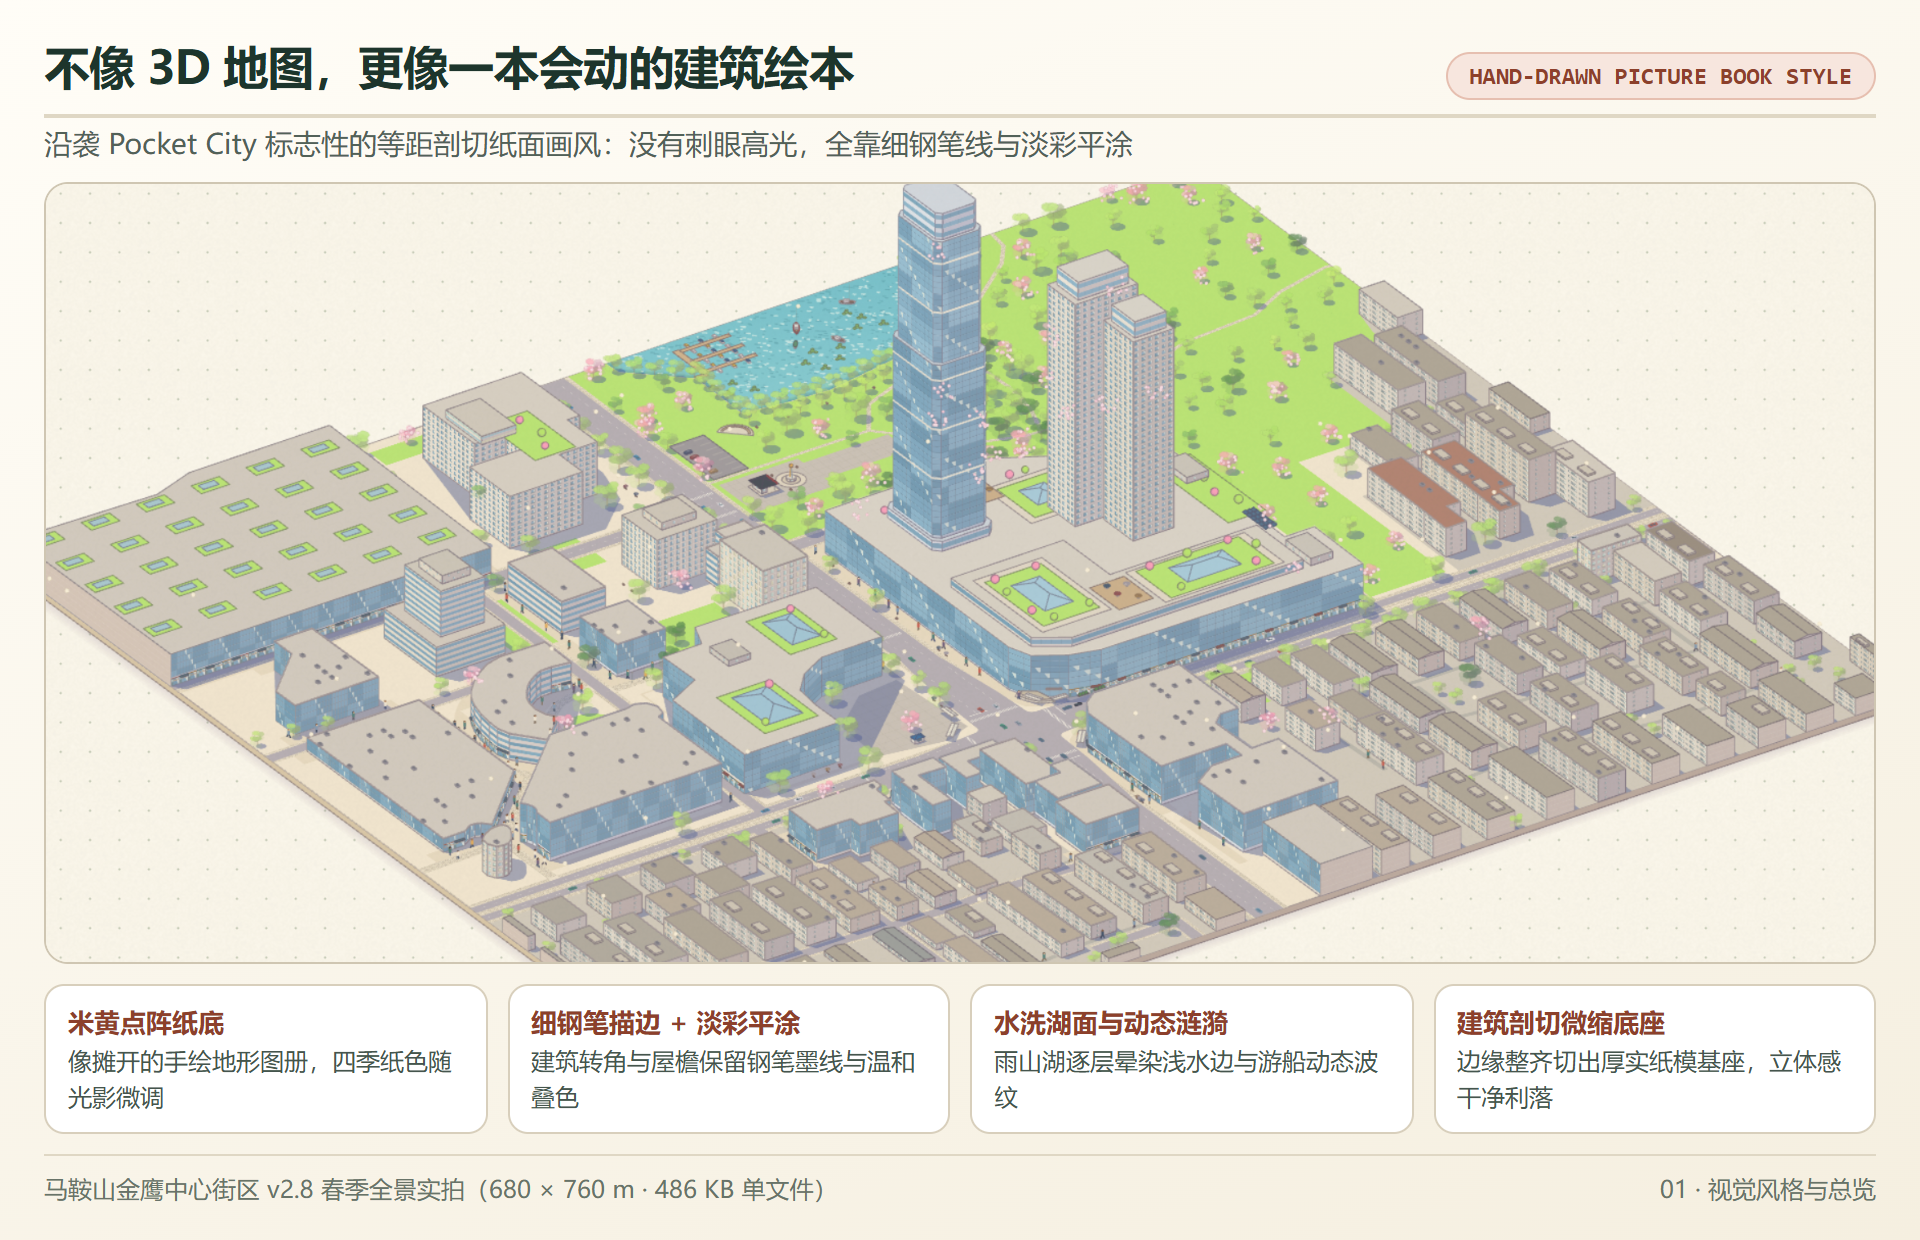 不像 3D 地图，更像一本会动的建筑绘本
HAND-DRAWN PICTURE BOOK STYLE
沿袭 Pocket City 标志性的等距剖切纸面画风：没有刺眼高光，全靠细钢笔线与淡彩平涂
米黄点阵纸底
像摊开的手绘地形图册，四季纸色随
光影微调
细钢笔描边 + 淡彩平涂
建筑转角与屋檐保留钢笔墨线与温和
叠色
水洗湖面与动态涟漪
雨山湖逐层晕染浅水边与游船动态波
纹
建筑剖切微缩底座
边缘整齐切出厚实纸模基座，立体感
干净利落
马鞍山金鹰中心街区 v2.8 春季全景实拍（680 × 760 m · 486 KB 单文件）
01 · 视觉风格与总览